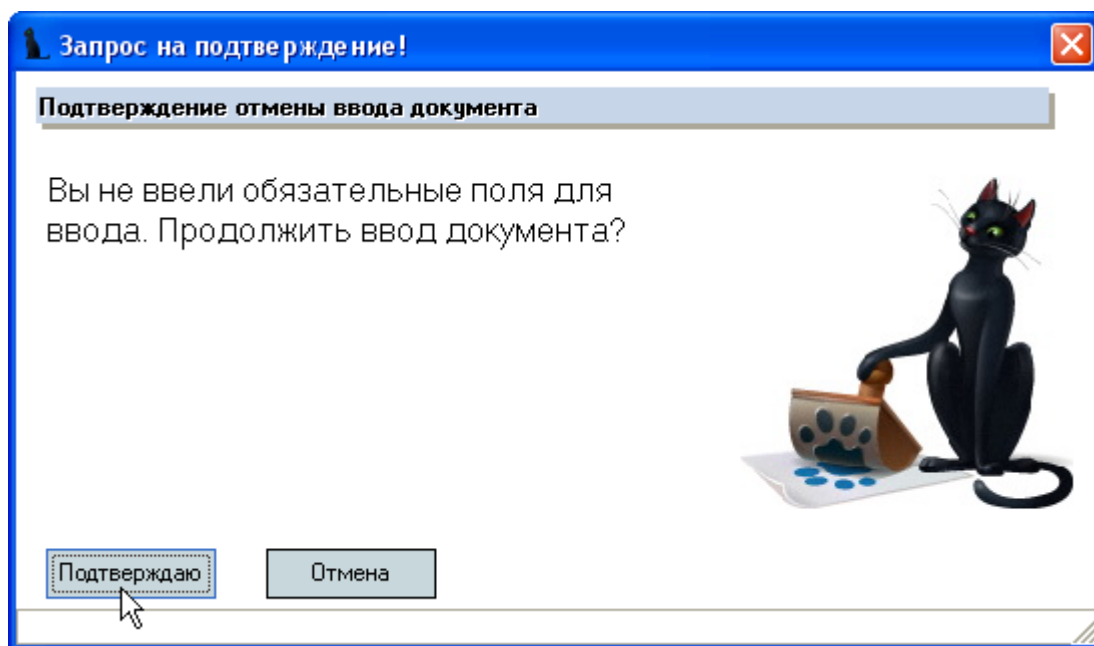 Запрос на подтверждение!
Подтверждение отмены ввода документа
Вы не ввели обязательные поля для
ввода. Продолжить ввод документа?
Подтверждаю
Отмена